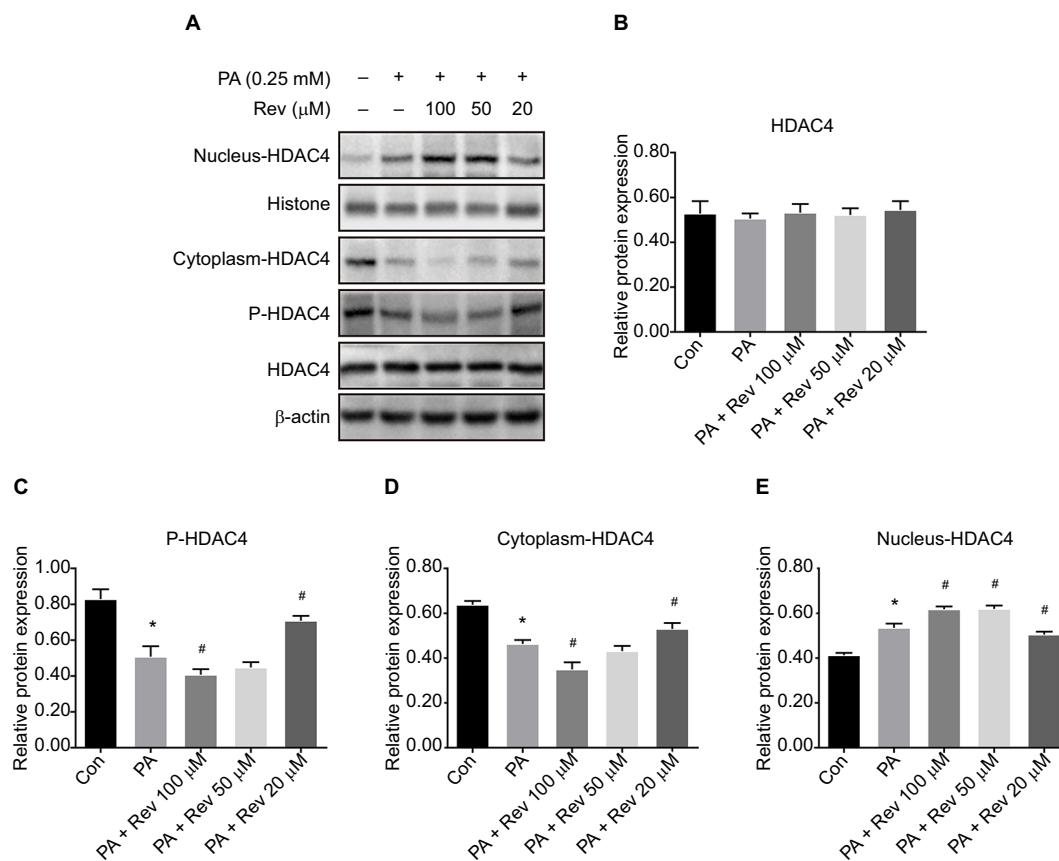 A
PA (0.25 mM) – + + + +
Rev (μM) – – 100 50 20
Nucleus-HDAC4
Histone
Cytoplasm-HDAC4
P-HDAC4
HDAC4
β-actin
B
HDAC4
Relative protein expression
0.80
0.60
0.40
0.20
0.00
Con
PA
PA + Rev 100 μM
PA + Rev 50 μM
PA + Rev 20 μM
C
P-HDAC4
Relative protein expression
1.00
0.80
0.60
0.40
0.20
0.00
*
#
#
Con
PA
PA + Rev 100 μM
PA + Rev 50 μM
PA + Rev 20 μM
D
Cytoplasm-HDAC4
Relative protein expression
0.80
0.60
0.40
0.20
0.00
*
#
#
Con
PA
PA + Rev 100 μM
PA + Rev 50 μM
PA + Rev 20 μM
E
Nucleus-HDAC4
Relative protein expression
0.80
0.60
0.40
0.20
0.00
*
#
#
#
Con
PA
PA + Rev 100 μM
PA + Rev 50 μM
PA + Rev 20 μM